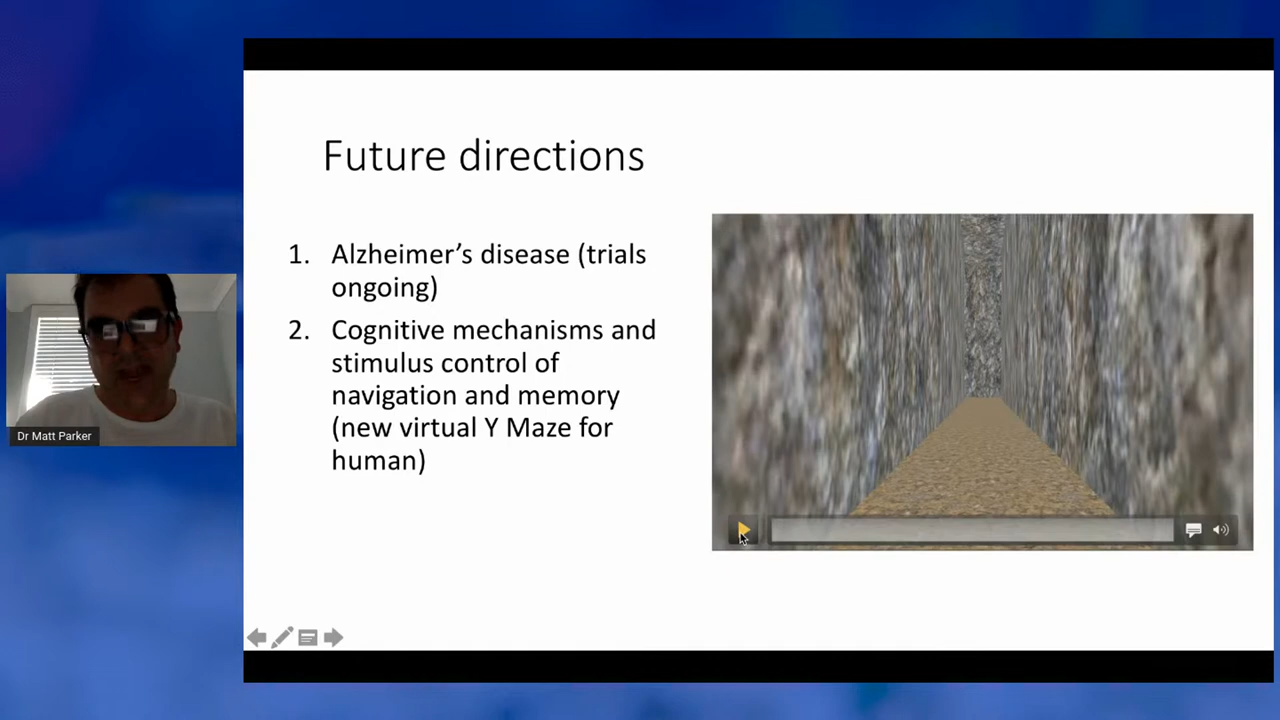 Future directions
1. Alzheimer’s disease (trials
ongoing)
2. Cognitive mechanisms and
stimulus control of
navigation and memory
(new virtual Y Maze for
human)
Dr Matt Parker